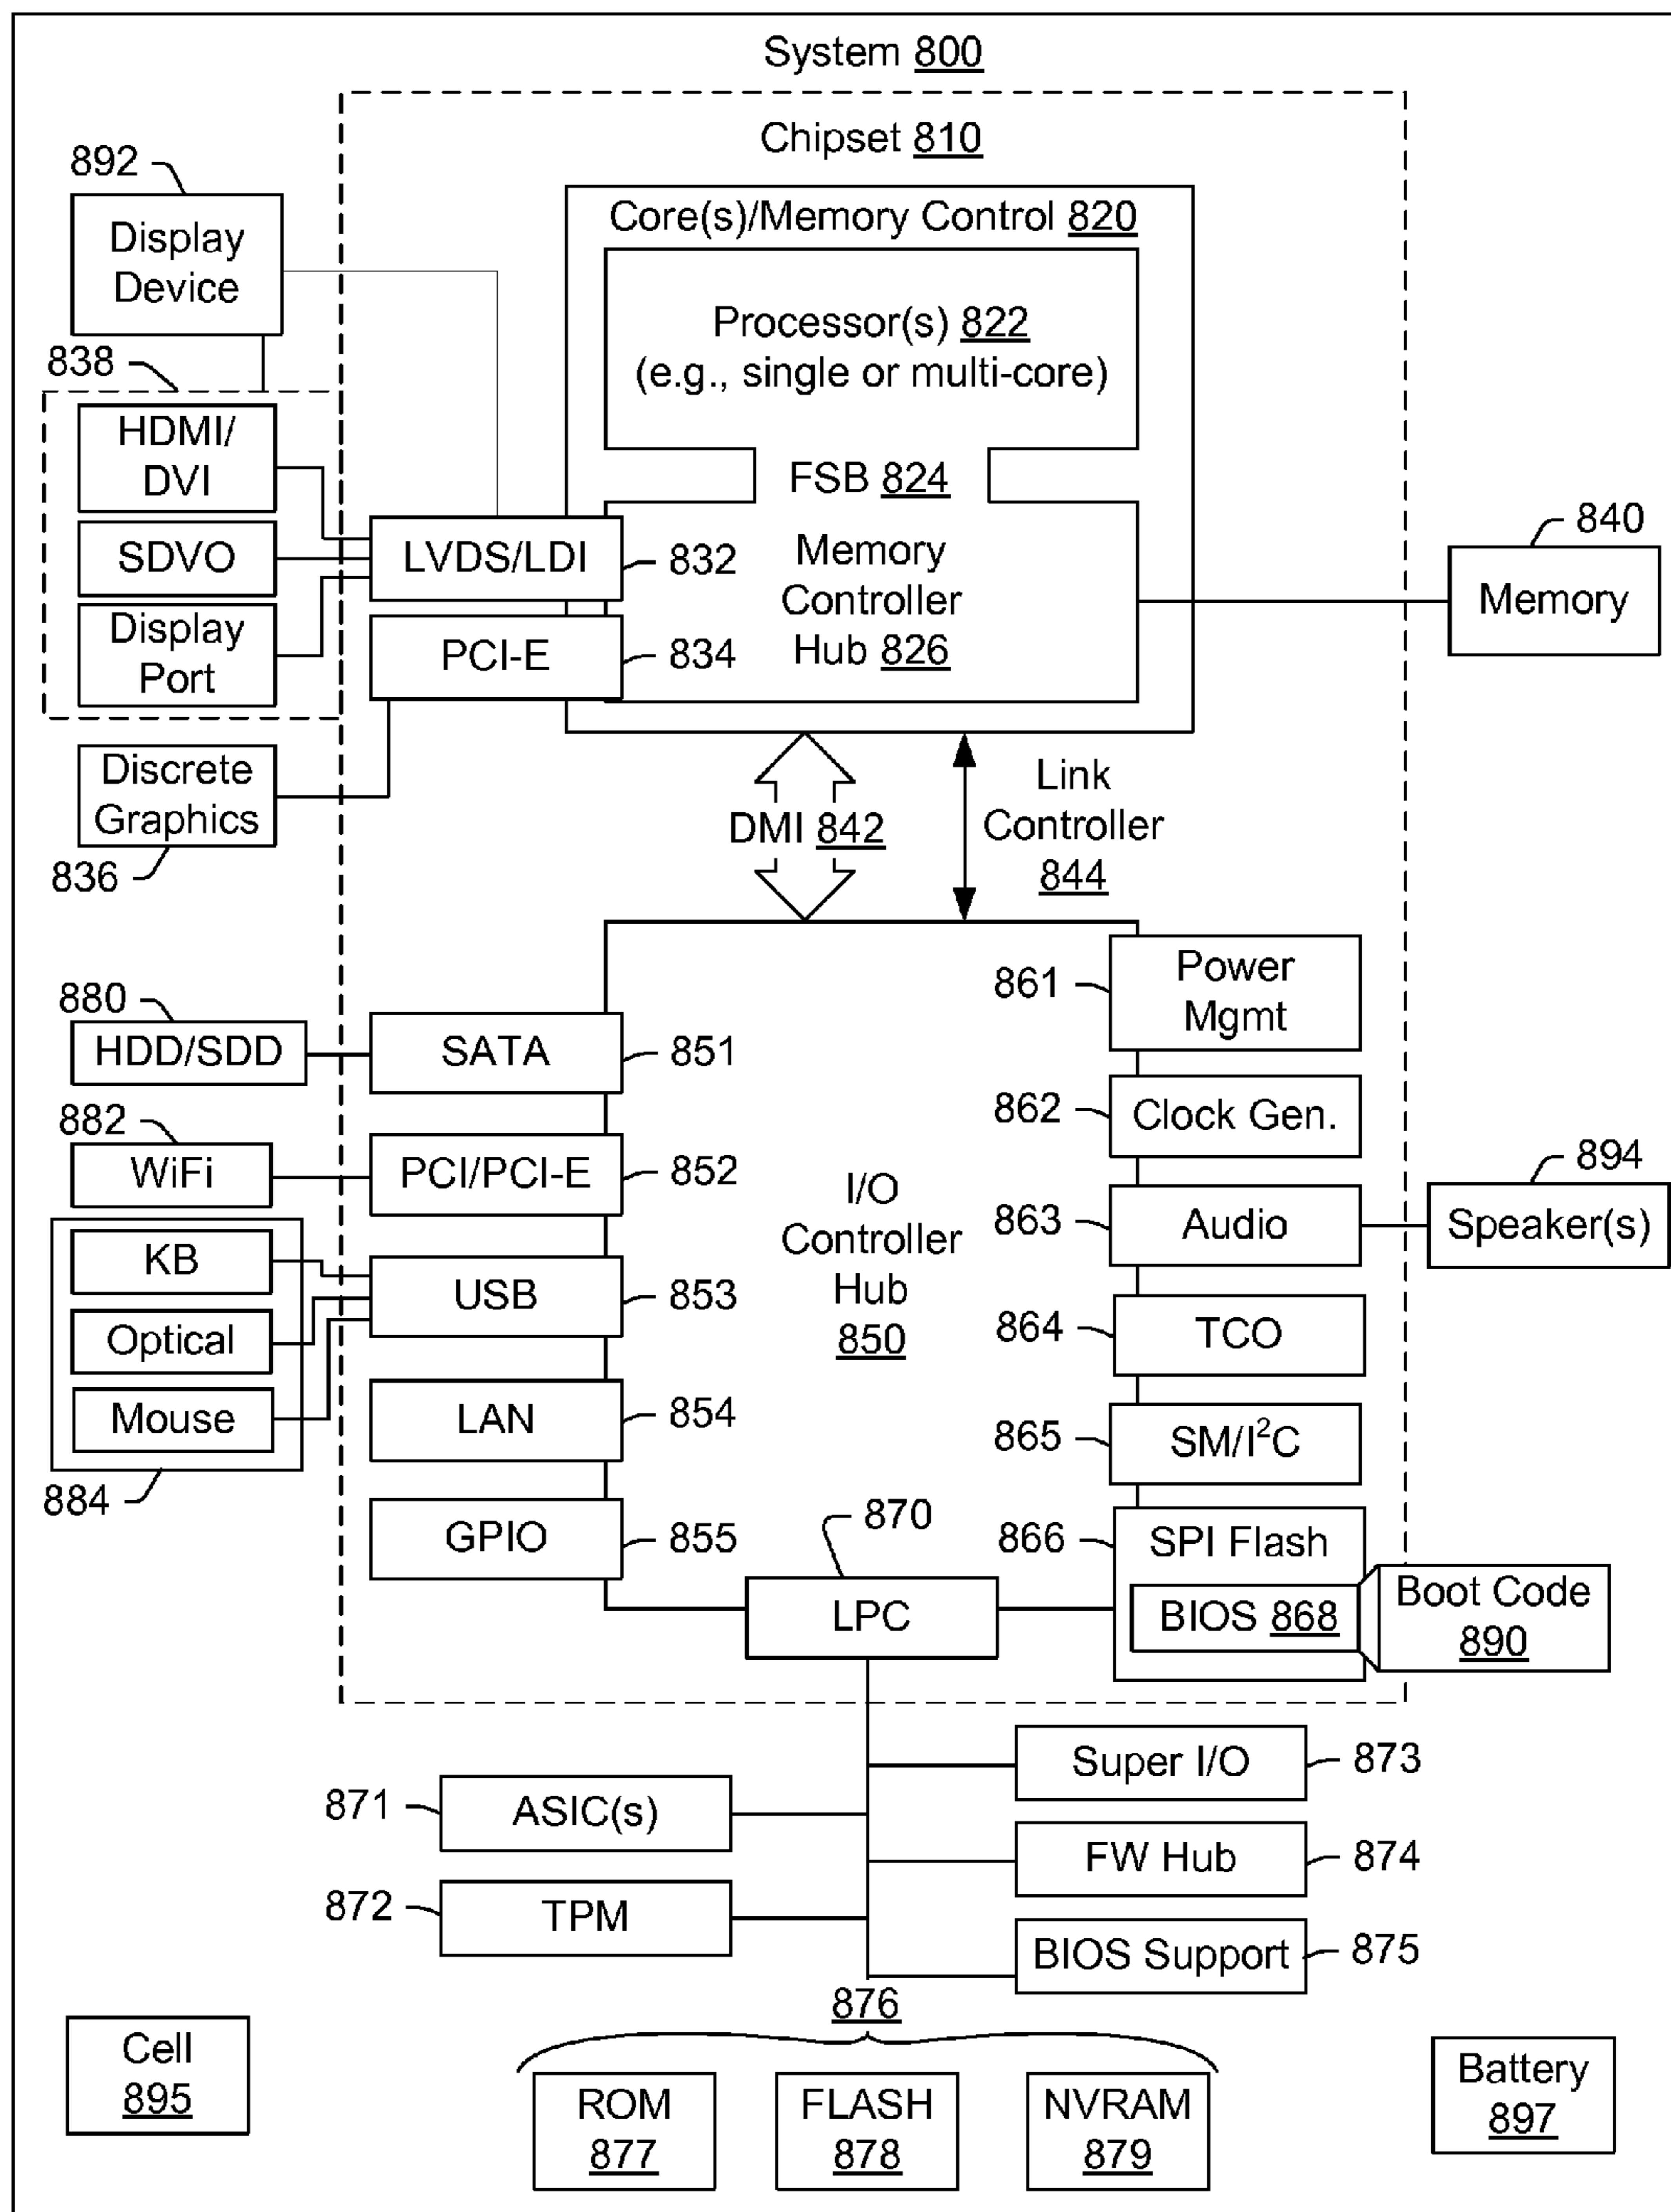 System 800
Chipset 810
892
Display
Device
Core(s)/Memory Control 820
Processor(s) 822
(e.g., single or multi-core)
FSB 824
Memory
Controller
Hub 826
838
HDMI/
DVI
SDVO
Display
Port
LVDS/LDI
832
PCI-E
834
840
Memory
Discrete
Graphics
836
DMI 842
Link
Controller
844
880
HDD/SDD
SATA
851
882
WiFi
PCI/PCI-E
852
KB
Optical
Mouse
884
USB
853
LAN
854
GPIO
855
I/O
Controller
Hub
850
861
Power
Mgmt
862
Clock Gen.
863
Audio
894
Speaker(s)
864
TCO
865
SM/I²C
866
SPI Flash
BIOS 868
Boot Code
890
870
LPC
871
ASIC(s)
872
TPM
Super I/O
873
FW Hub
874
BIOS Support
875
876
Cell
895
ROM
877
FLASH
878
NVRAM
879
Battery
897